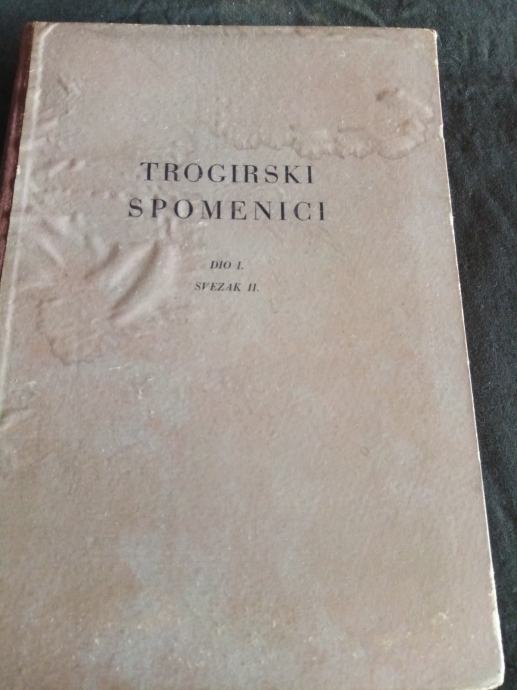 TROGIRSKI
SPOMENICI
DIO I.
SVEZAK II.